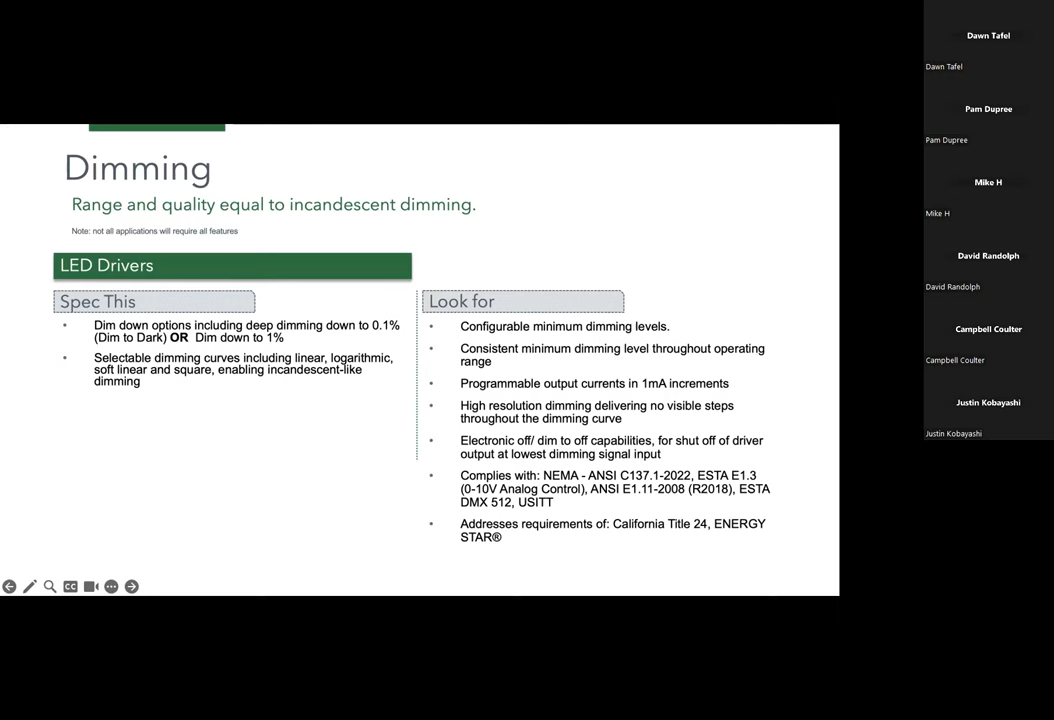 Dimming
Range and quality equal to incandescent dimming.
Note: not all applications will require all features
LED Drivers
Spec This
• Dim down options including deep dimming down to 0.1%
(Dim to Dark) OR Dim down to 1%
• Selectable dimming curves including linear, logarithmic,
soft linear and square, enabling incandescent-like
dimming
Look for
• Configurable minimum dimming levels.
• Consistent minimum dimming level throughout operating
range
• Programmable output currents in 1mA increments
• High resolution dimming delivering no visible steps
throughout the dimming curve
• Electronic off/ dim to off capabilities, for shut off of driver
output at lowest dimming signal input
• Complies with: NEMA - ANSI C137.1-2022, ESTA E1.3
(0-10V Analog Control), ANSI E1.11-2008 (R2018), ESTA
DMX 512, USITT
• Addresses requirements of: California Title 24, ENERGY
STAR®
CC
Dawn Tafel
Dawn Tafel
Pam Dupree
Pam Dupree
Mike H
Mike H
David Randolph
David Randolph
Campbell Coulter
Campbell Coulter
Justin Kobayashi
Justin Kobayashi